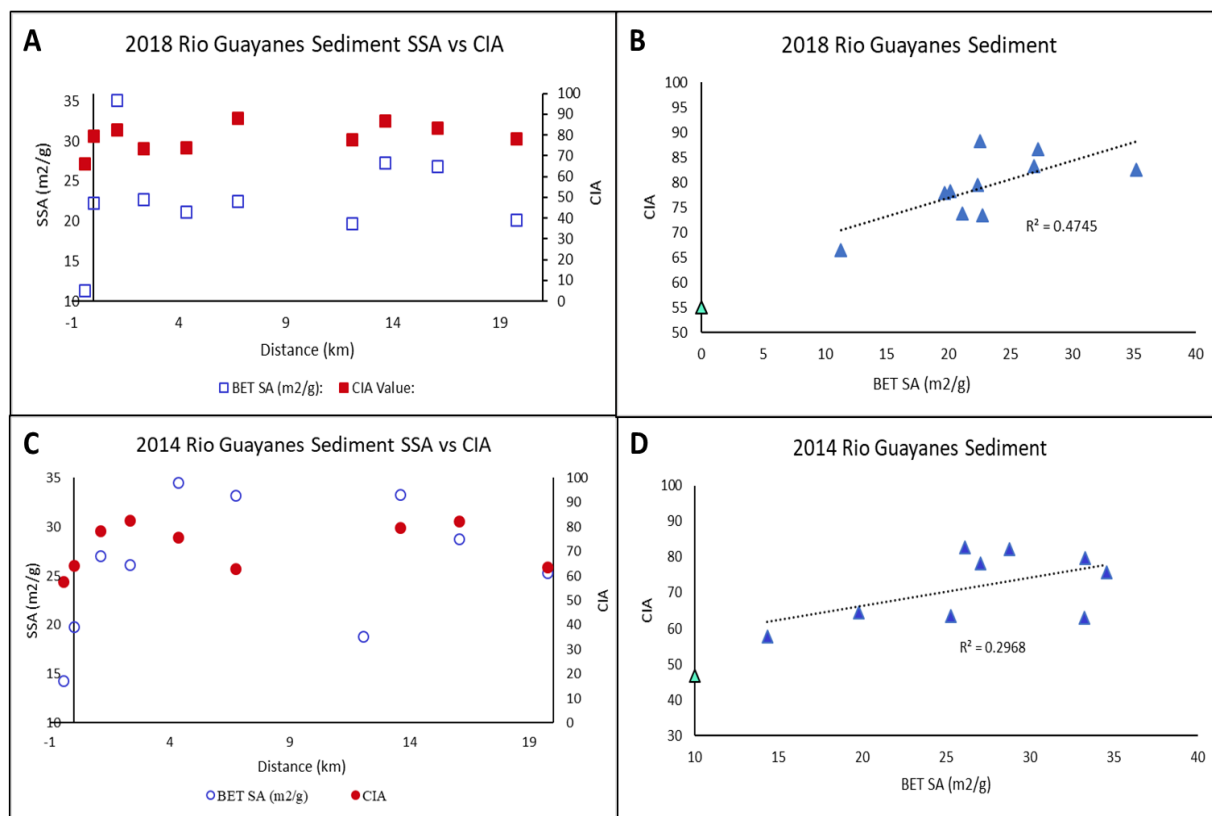 A
2018 Rio Guayanes Sediment SSA vs CIA
SSA (m2/g)
35
30
25
20
15
10
100
90
80
70
60
50
40
30
20
10
0
CIA
-1 4 9 14 19
Distance (km)
BET SA (m2/g): CIA Value:
B
2018 Rio Guayanes Sediment
CIA
100
95
90
85
80
75
70
65
60
55
50
R² = 0.4745
0 5 10 15 20 25 30 35 40
BET SA (m2/g)
C
2014 Rio Guayanes Sediment SSA vs CIA
SSA (m2/g)
35
30
25
20
15
10
100
90
80
70
60
50
40
30
20
10
0
CIA
-1 4 9 14 19
Distance (km)
BET SA (m2/g) CIA
D
2014 Rio Guayanes Sediment
CIA
100
90
80
70
60
50
40
30
R² = 0.2968
10 15 20 25 30 35 40
BET SA (m2/g)